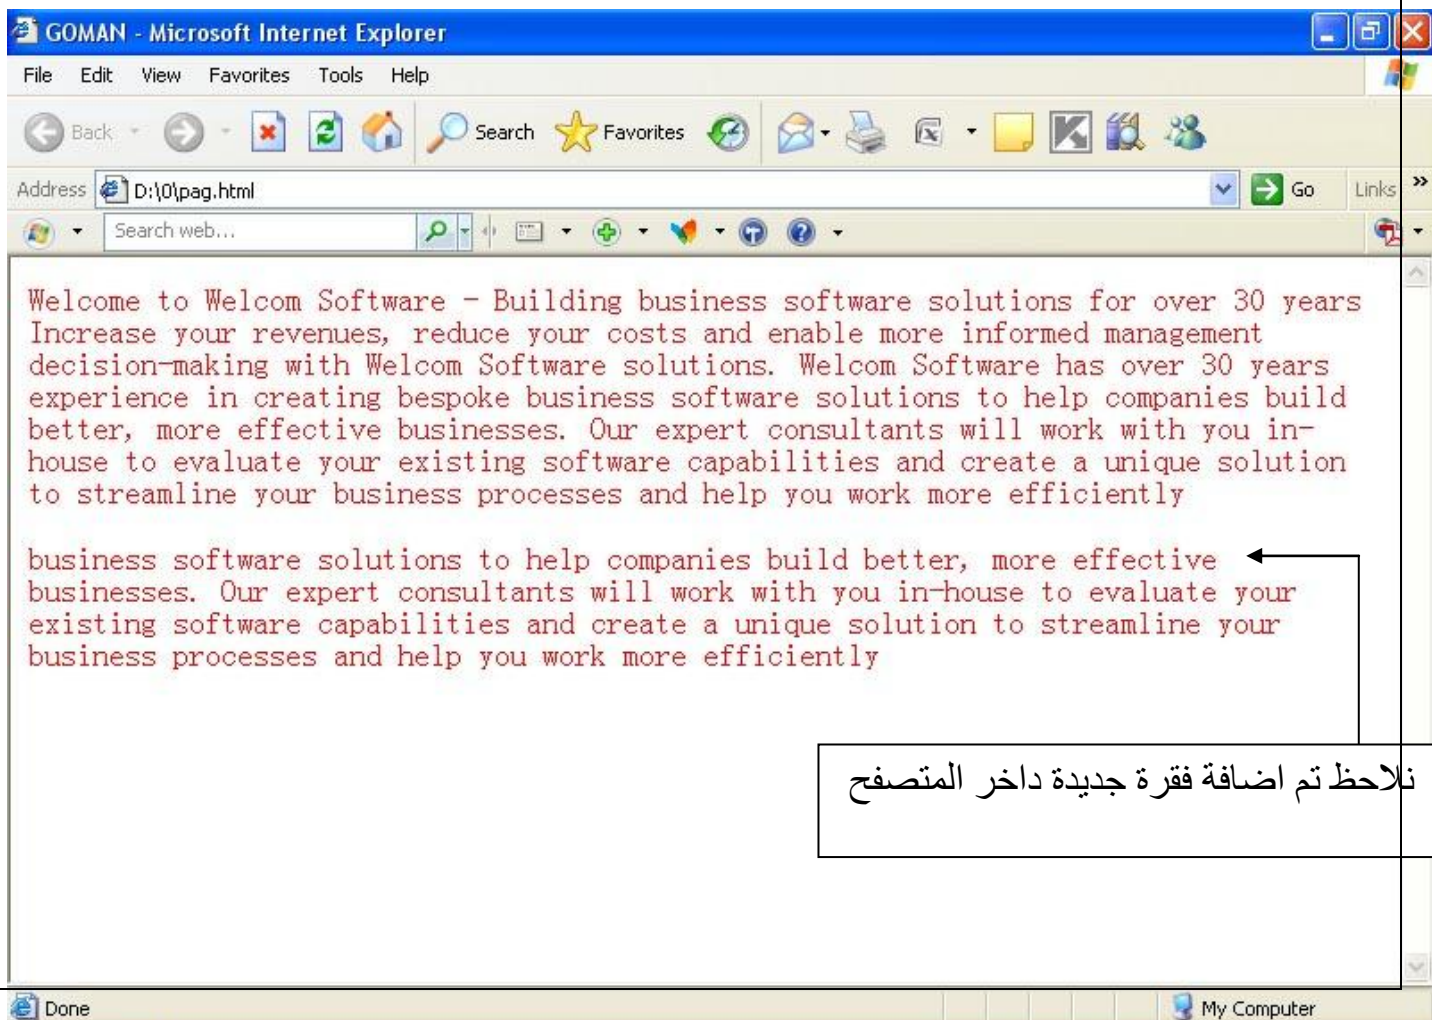 GOMAN - Microsoft Internet Explorer
File Edit View Favorites Tools Help
Back Search Favorites
Address D:\0\pag.html Go Links »
Search web...
Welcome to Welcom Software - Building business software solutions for over 30 years
Increase your revenues, reduce your costs and enable more informed management
decision-making with Welcom Software solutions. Welcom Software has over 30 years
experience in creating bespoke business software solutions to help companies build
better, more effective businesses. Our expert consultants will work with you in-
house to evaluate your existing software capabilities and create a unique solution
to streamline your business processes and help you work more efficiently
business software solutions to help companies build better, more effective
businesses. Our expert consultants will work with you in-house to evaluate your
existing software capabilities and create a unique solution to streamline your
business processes and help you work more efficiently
نلاحظ تم اضافة فقرة جديدة داخر المتصفح
Done My Computer